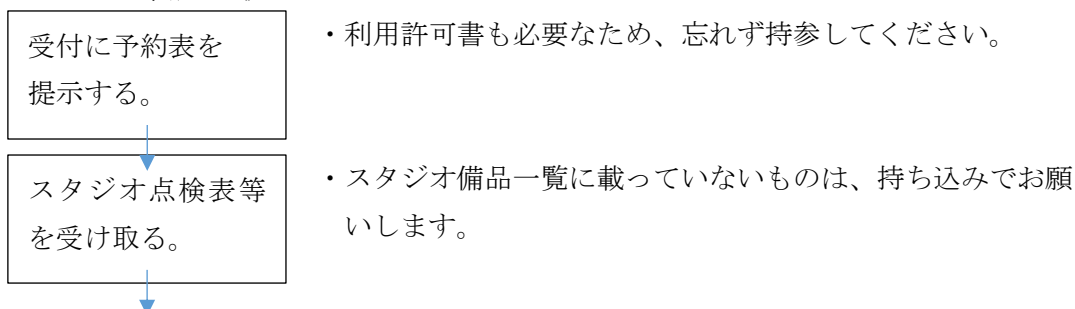 受付に予約表を
提示する。
・利用許可書も必要なため、忘れず持参してください。
スタジオ点検表等
を受け取る。
・スタジオ備品一覧に載っていないものは、持ち込みでお願
いします。